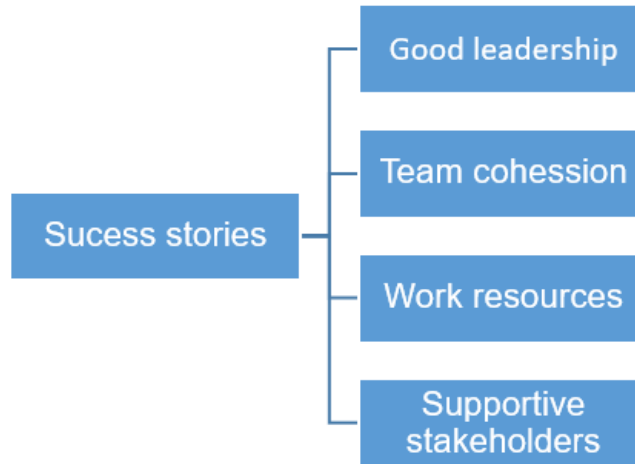 Good leadership
Team cohession
Sucess stories
Work resources
Supportive
stakeholders